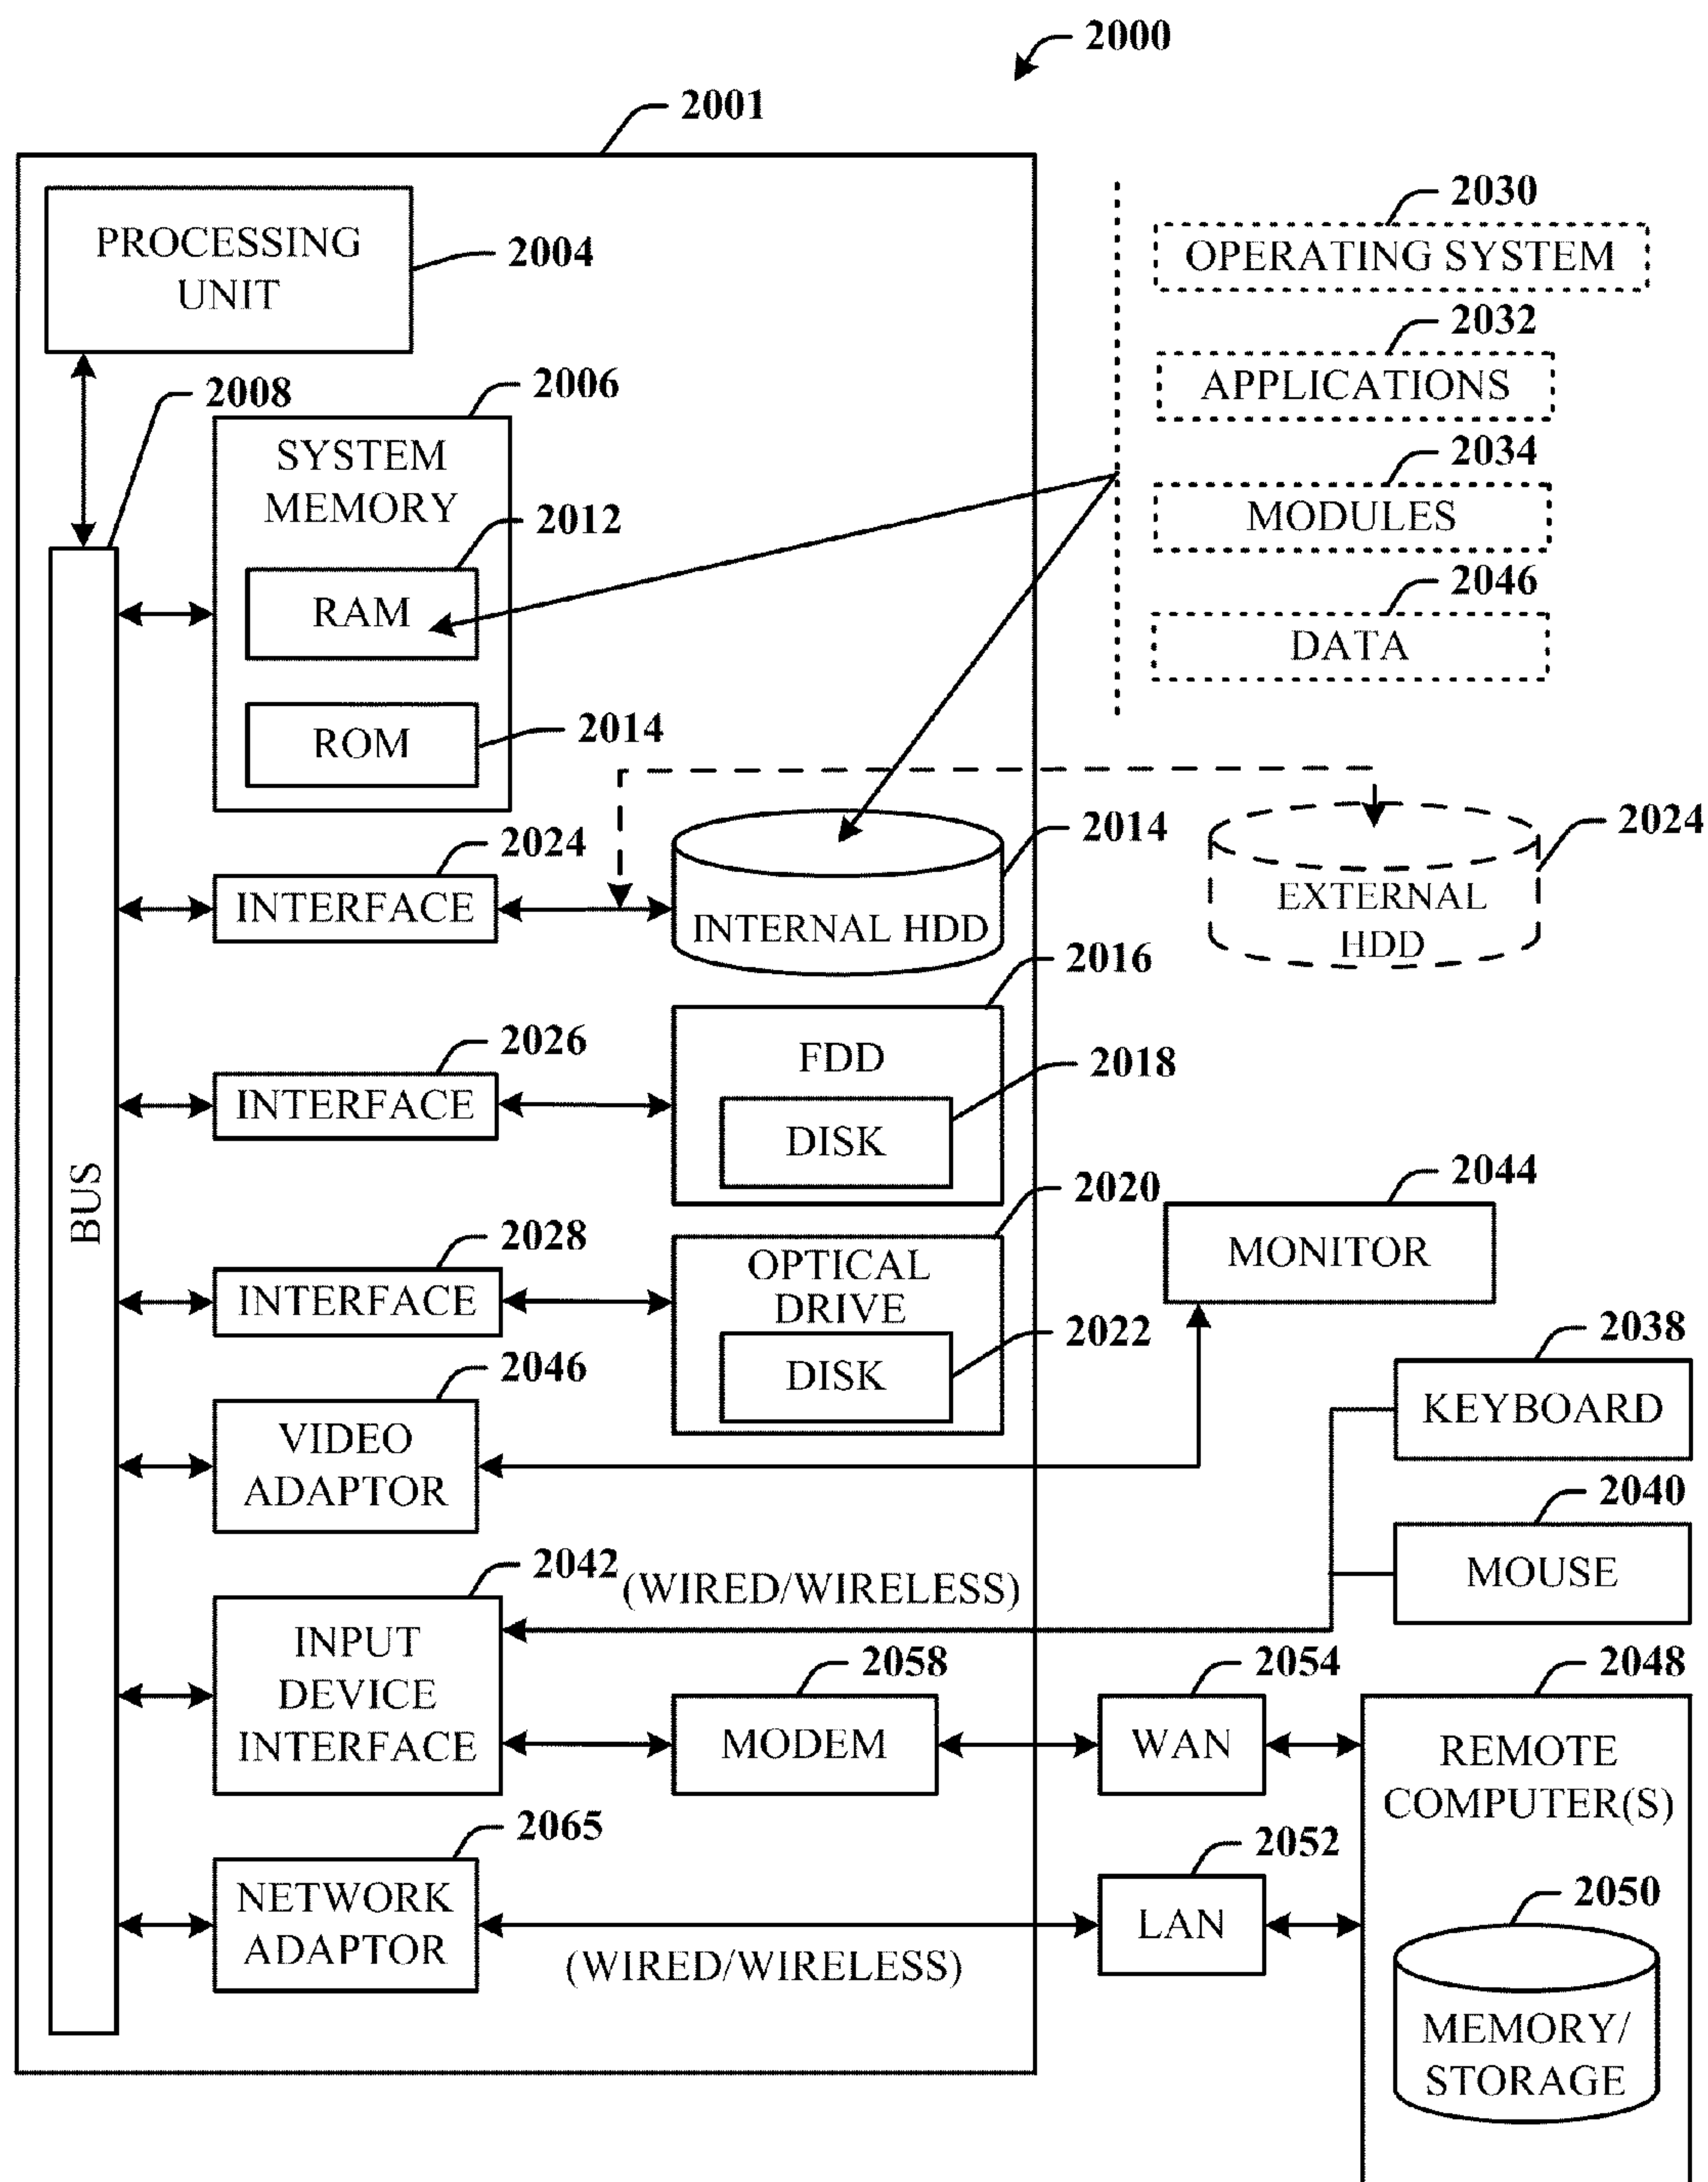 2000
2001
PROCESSING
UNIT
2004
2030
OPERATING SYSTEM
2032
APPLICATIONS
2034
MODULES
2046
DATA
2008
2006
SYSTEM
MEMORY
2012
RAM
ROM
2014
2024
INTERFACE
2014
INTERNAL HDD
2024
EXTERNAL
HDD
2016
FDD
2026
INTERFACE
2018
DISK
BUS
2020
OPTICAL
DRIVE
2028
INTERFACE
2022
DISK
2044
MONITOR
2046
VIDEO
ADAPTOR
2038
KEYBOARD
2040
MOUSE
2042
(WIRED/WIRELESS)
INPUT
DEVICE
INTERFACE
2058
MODEM
2054
WAN
2048
REMOTE
COMPUTER(S)
2065
NETWORK
ADAPTOR
(WIRED/WIRELESS)
2052
LAN
2050
MEMORY/
STORAGE